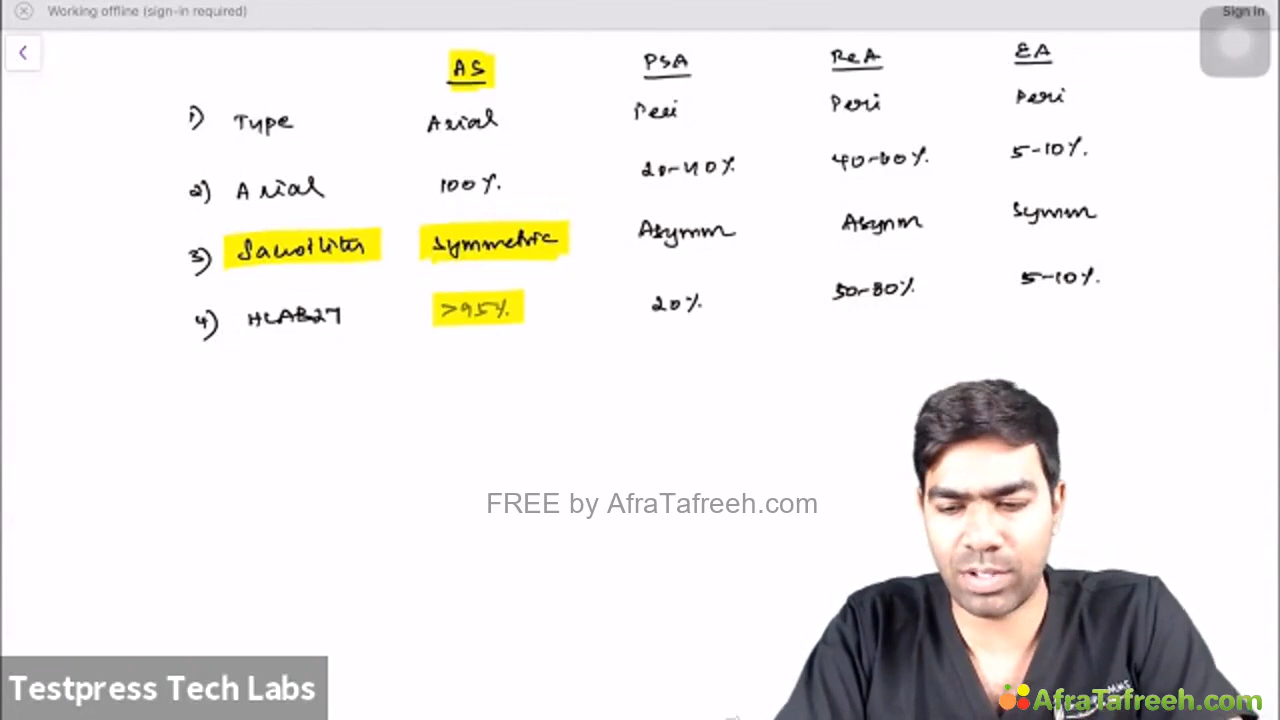 Working offline (sign-in required) Sign in
AS PSA ReA EA
1) Type Axial Peri Peri Peri
2) Axial 100%. 20-40% 40-60%. 5-10%.
3) Symmetric Asymm Asymm Symm
4) HLAB27 >95%. 20%. 50-80%. 5-10%.
FREE by AfraTafreeh.com
Testpress Tech Labs
AfraTafreeh.com